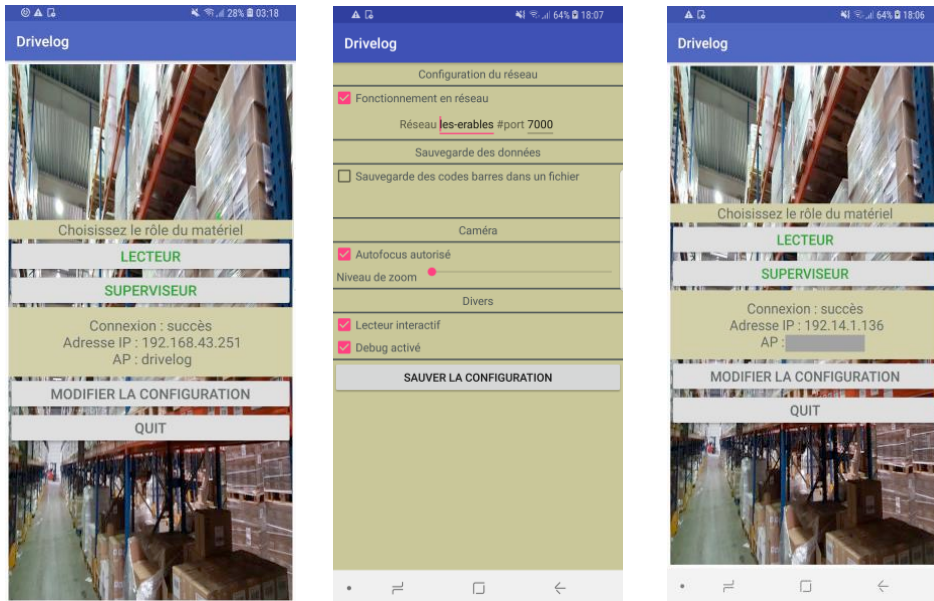 28% 03:18
Drivelog
Choisissez le rôle du matériel
LECTEUR
SUPERVISEUR
Connexion : succès
Adresse IP : 192.168.43.251
AP : drivelog
MODIFIER LA CONFIGURATION
QUIT
64% 18:07
Drivelog
Configuration du réseau
Fonctionnement en réseau
Réseau les-erables #port 7000
Sauvegarde des données
Sauvegarde des codes barres dans un fichier
Caméra
Autofocus autorisé
Niveau de zoom
Divers
Lecteur interactif
Debug activé
SAUVER LA CONFIGURATION
64% 18:06
Drivelog
Choisissez le rôle du matériel
LECTEUR
SUPERVISEUR
Connexion : succès
Adresse IP : 192.14.1.136
AP :
MODIFIER LA CONFIGURATION
QUIT